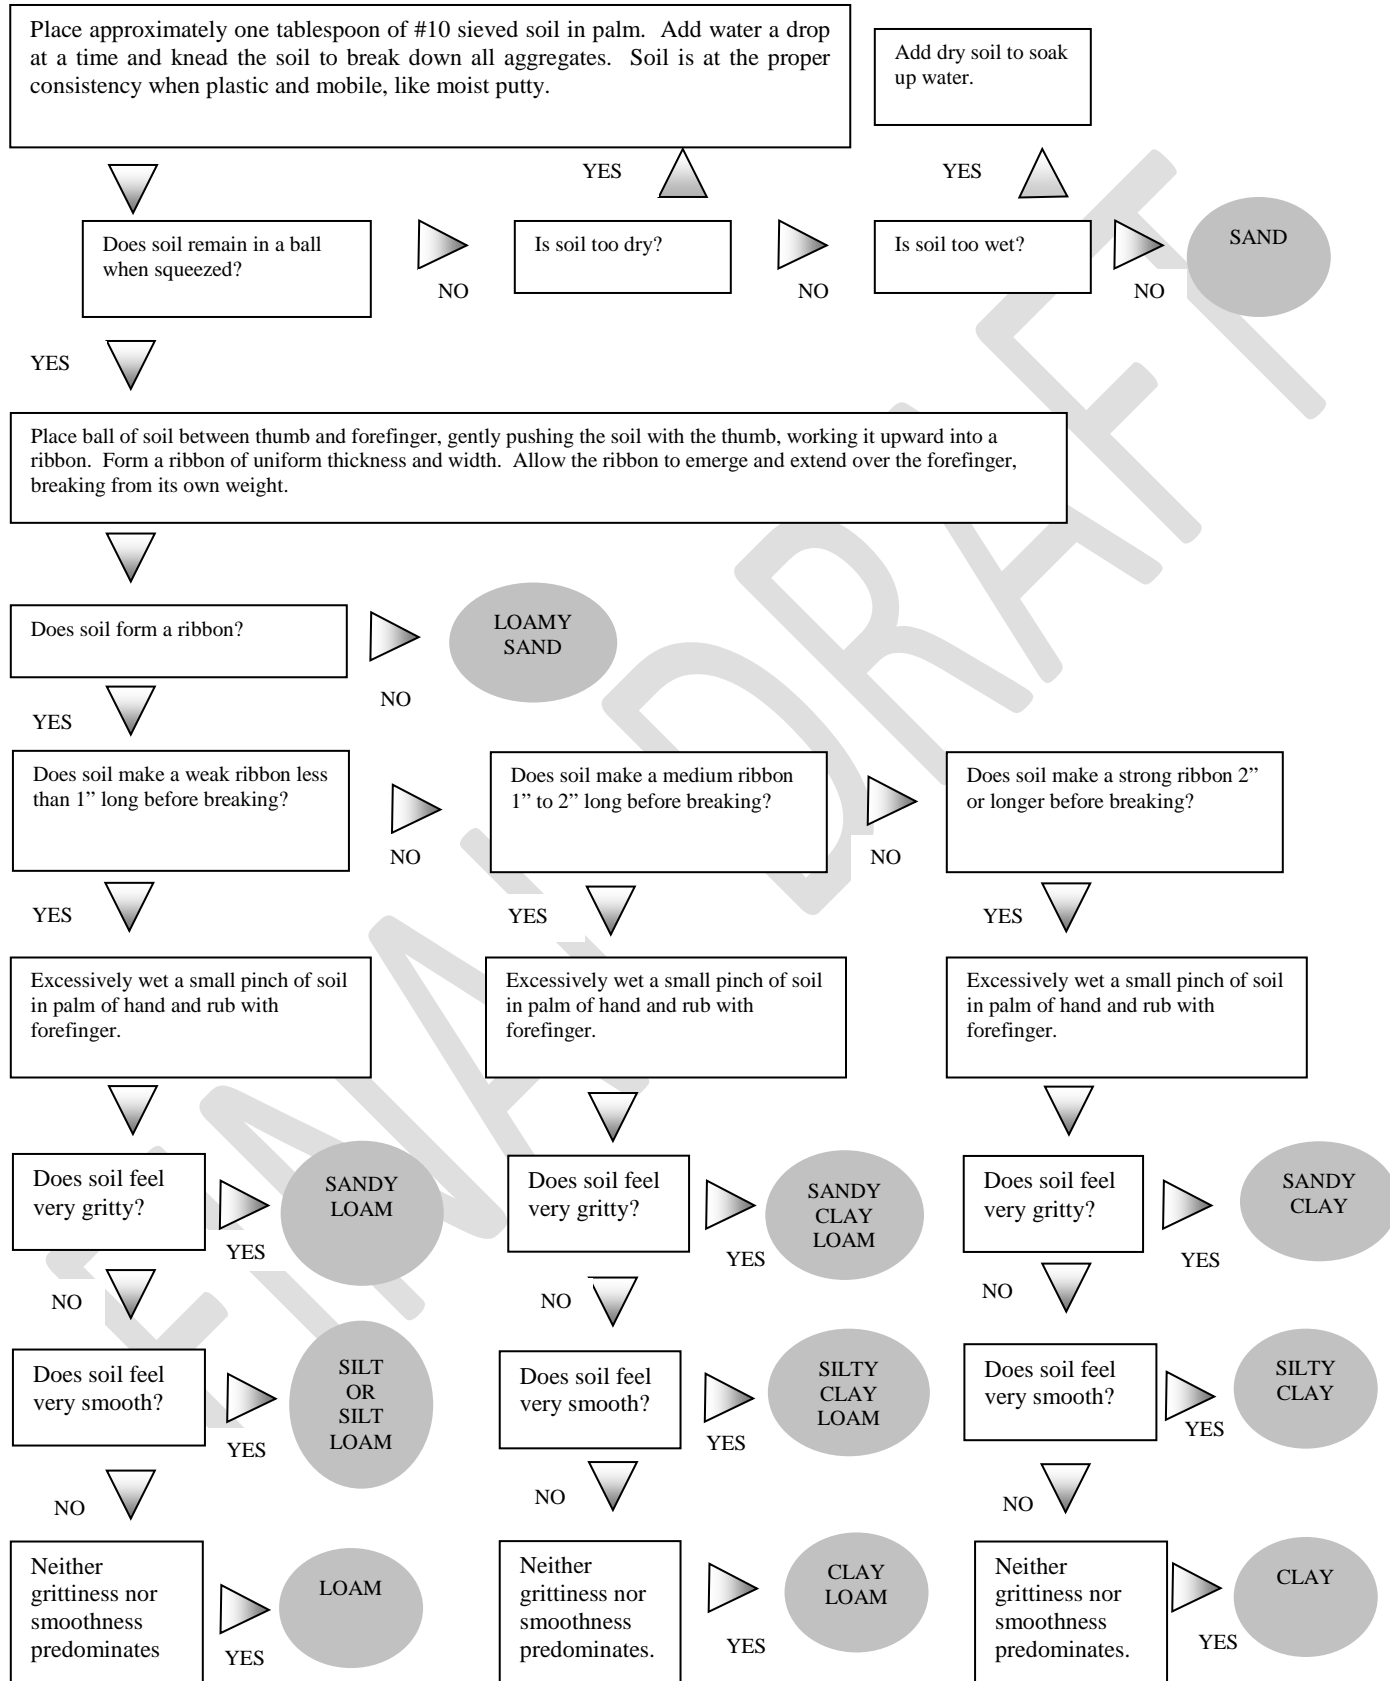 Place approximately one tablespoon of #10 sieved soil in palm. Add water a drop
at a time and knead the soil to break down all aggregates. Soil is at the proper
consistency when plastic and mobile, like moist putty.
Add dry soil to soak
up water.
YES
YES
Does soil remain in a ball
when squeezed?
NO
Is soil too dry?
NO
Is soil too wet?
NO
SAND
YES
Place ball of soil between thumb and forefinger, gently pushing the soil with the thumb, working it upward into a
ribbon. Form a ribbon of uniform thickness and width. Allow the ribbon to emerge and extend over the forefinger,
breaking from its own weight.
Does soil form a ribbon?
NO
LOAMY
SAND
YES
Does soil make a weak ribbon less
than 1” long before breaking?
NO
Does soil make a medium ribbon
1” to 2” long before breaking?
NO
Does soil make a strong ribbon 2”
or longer before breaking?
YES
YES
YES
Excessively wet a small pinch of soil
in palm of hand and rub with
forefinger.
Excessively wet a small pinch of soil
in palm of hand and rub with
forefinger.
Excessively wet a small pinch of soil
in palm of hand and rub with
forefinger.
Does soil feel
very gritty?
YES
SANDY
LOAM
Does soil feel
very gritty?
YES
SANDY
CLAY
LOAM
Does soil feel
very gritty?
YES
SANDY
CLAY
NO
NO
NO
Does soil feel
very smooth?
YES
SILT
OR
SILT
LOAM
Does soil feel
very smooth?
YES
SILTY
CLAY
LOAM
Does soil feel
very smooth?
YES
SILTY
CLAY
NO
NO
NO
Neither
grittiness nor
smoothness
predominates
YES
LOAM
Neither
grittiness nor
smoothness
predominates.
YES
CLAY
LOAM
Neither
grittiness nor
smoothness
predominates.
YES
CLAY
FINAL DRAFT